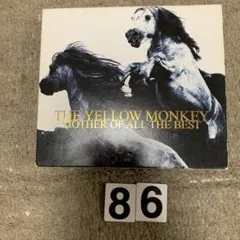 THE YELLOW MONKEY
MOTHER OF ALL THE BEST
86